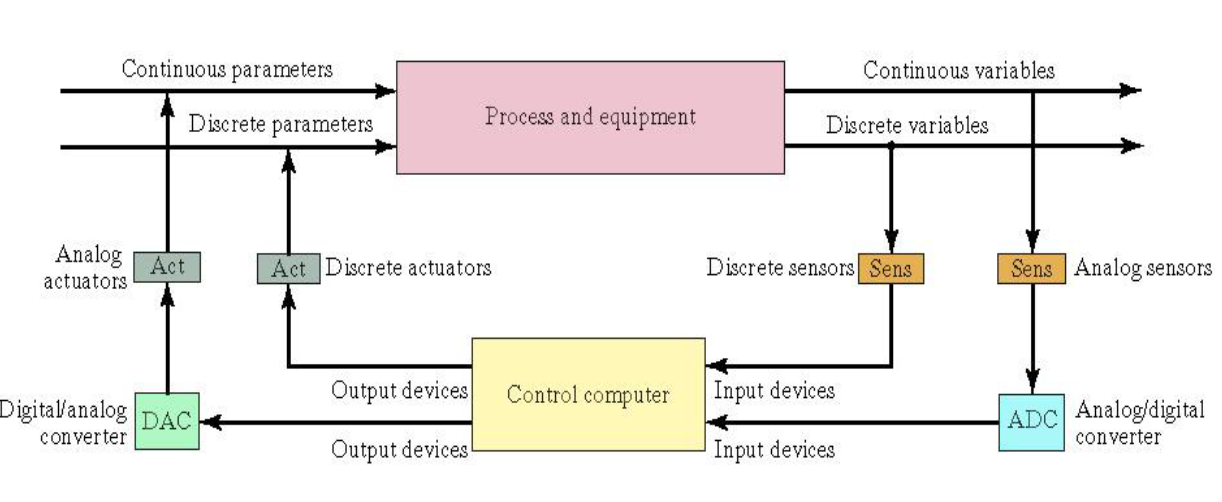 Continuous parameters
Continuous variables
Process and equipment
Discrete parameters
Discrete variables
Analog
actuators
Act
Act
Discrete actuators
Discrete sensors
Sens
Sens
Analog sensors
Output devices
Control computer
Input devices
Digital/analog
converter
DAC
ADC
Analog/digital
converter
Output devices
Input devices